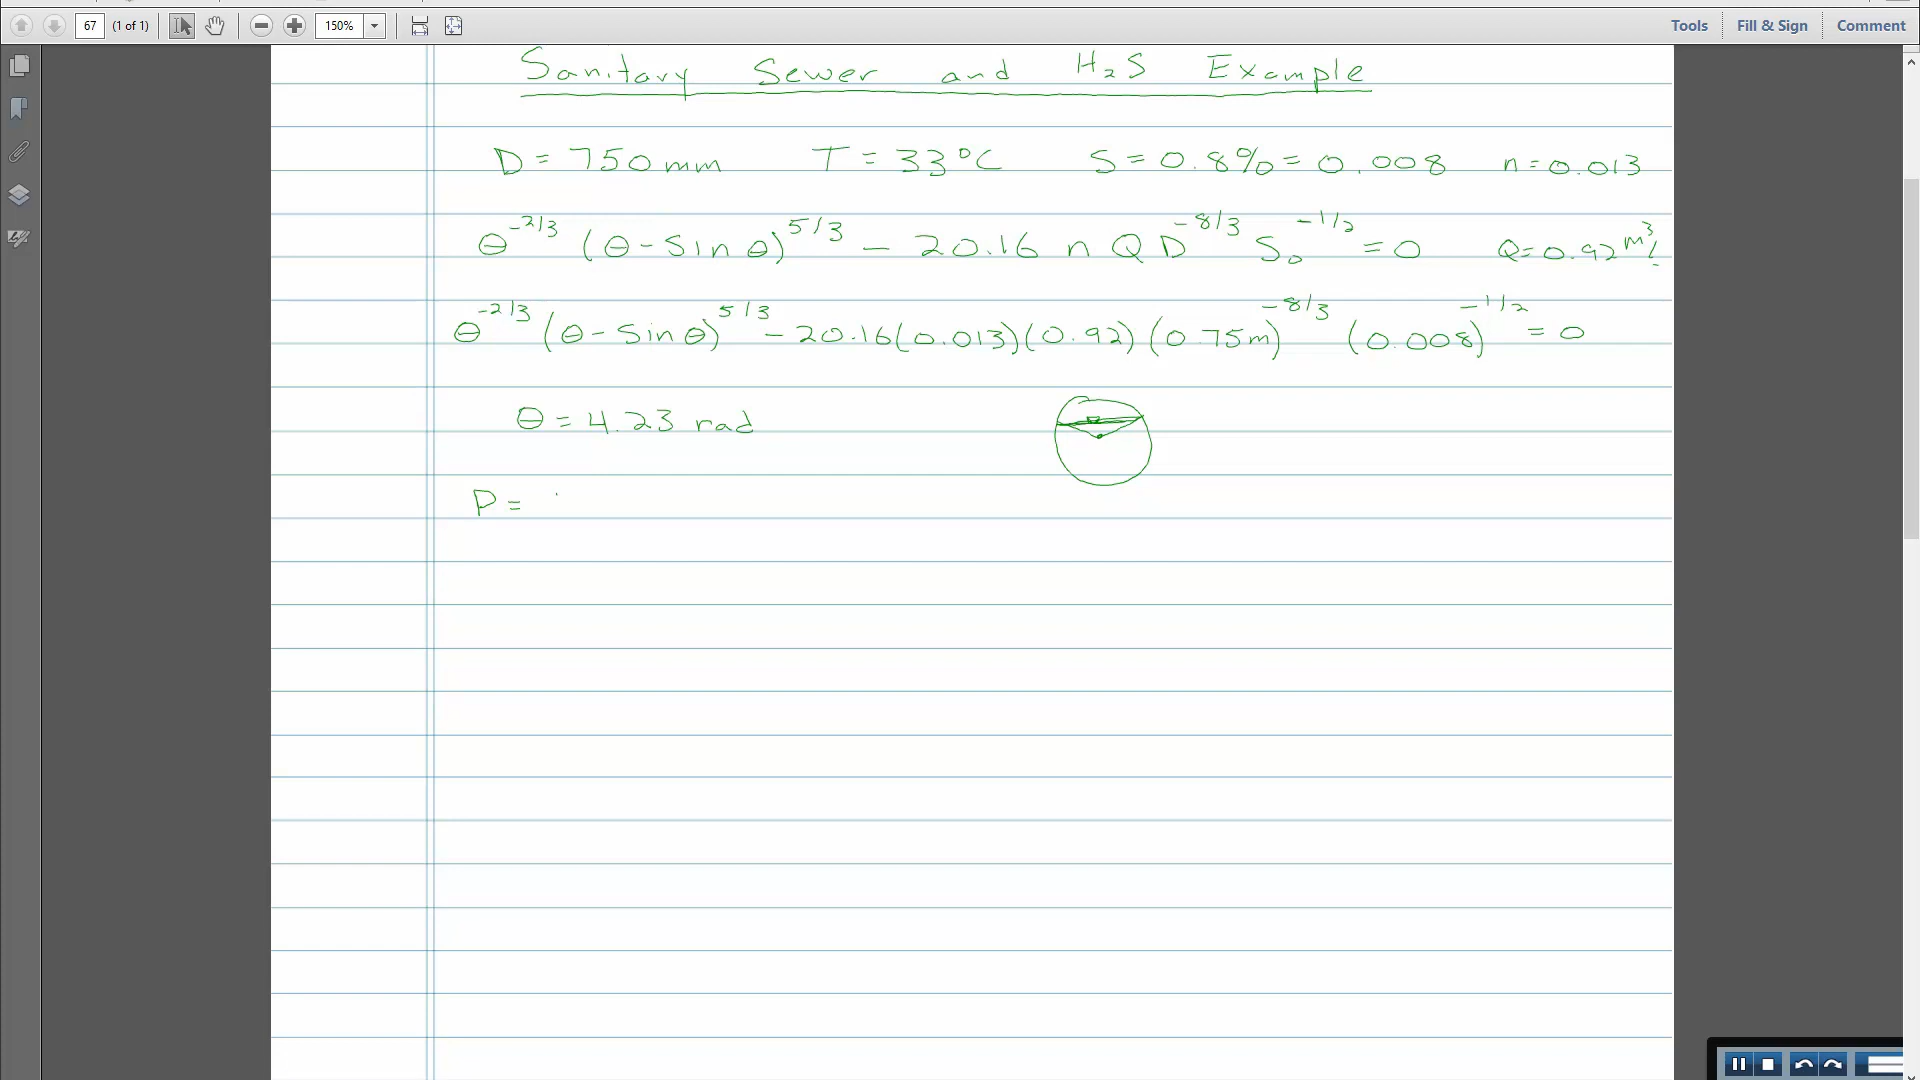 67 (1 of 1) 150% Tools Fill & Sign Comment
Sanitary Sewer and H₂S Example
D = 750 mm T = 33°C S = 0.8% = 0.008 n = 0.013
θ^-2/3 (θ - sin θ)^5/3 - 20.16 n Q D^-8/3 S₀^-1/2 = 0 Q = 0.92 m³/
θ^-2/3 (θ - sin θ)^5/3 - 20.16 (0.013)(0.92)(0.75m)^-8/3 (0.008)^-1/2 = 0
θ = 4.23 rad
P =